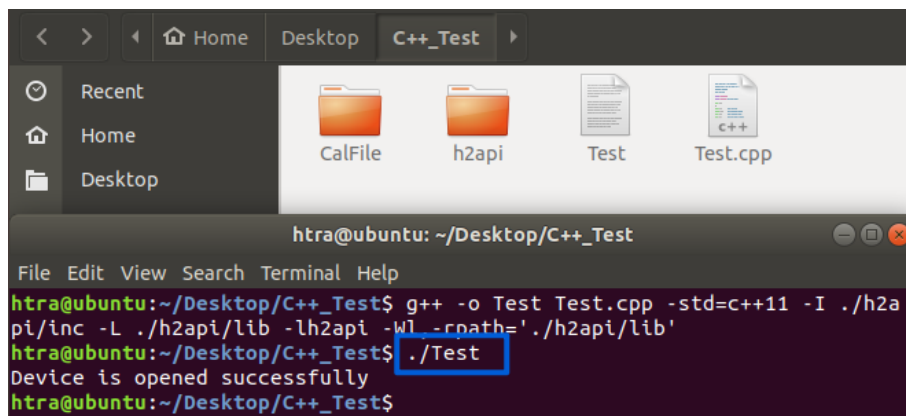 Home Desktop C++_Test
Recent
Home
Desktop
CalFile h2api Test Test.cpp
c++
htra@ubuntu: ~/Desktop/C++_Test
File Edit View Search Terminal Help
htra@ubuntu:~/Desktop/C++_Test$ g++ -o Test Test.cpp -std=c++11 -I ./h2a
pi/inc -L ./h2api/lib -lh2api -Wl,-rpath='./h2api/lib'
htra@ubuntu:~/Desktop/C++_Test$ ./Test
Device is opened successfully
htra@ubuntu:~/Desktop/C++_Test$